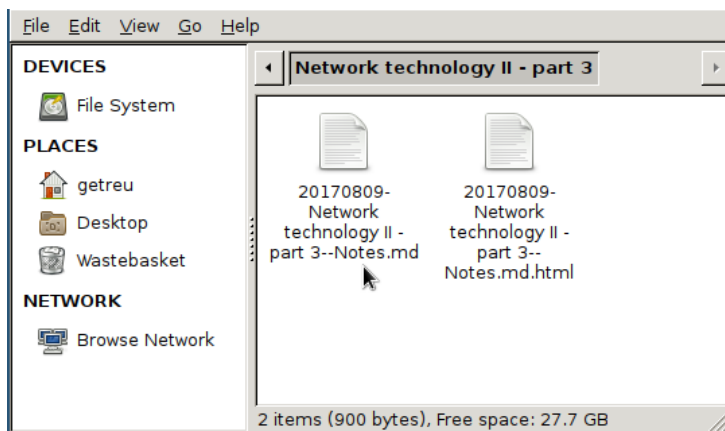 File Edit View Go Help
DEVICES
File System
PLACES
getreu
Desktop
Wastebasket
NETWORK
Browse Network
Network technology II - part 3
20170809-
Network
technology II -
part 3--Notes.md
20170809-
Network
technology II -
part 3--
Notes.md.html
2 items (900 bytes), Free space: 27.7 GB